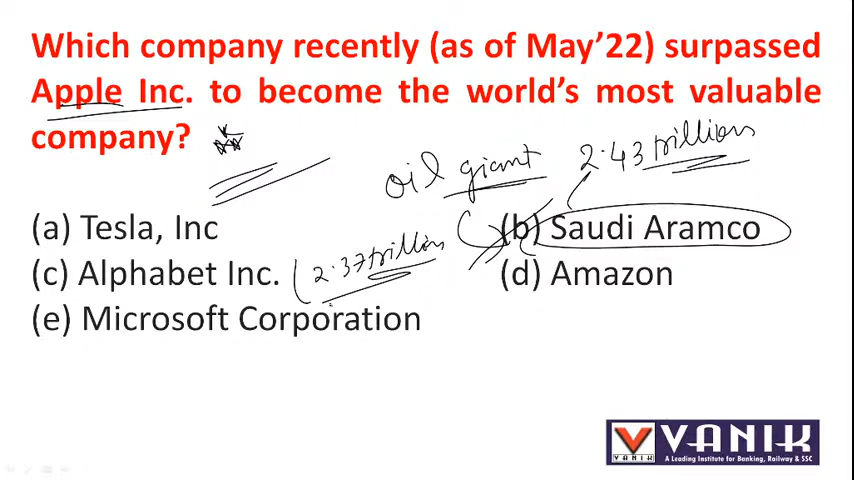 Which company recently (as of May’22) surpassed
Apple Inc. to become the world’s most valuable
company?
oil giant 2.43 trillion
(a) Tesla, Inc (b) Saudi Aramco
(c) Alphabet Inc. (2.37 trillion (d) Amazon
(e) Microsoft Corporation
VANIK
VANIK
A Leading Institute for Banking, Railway & SSC